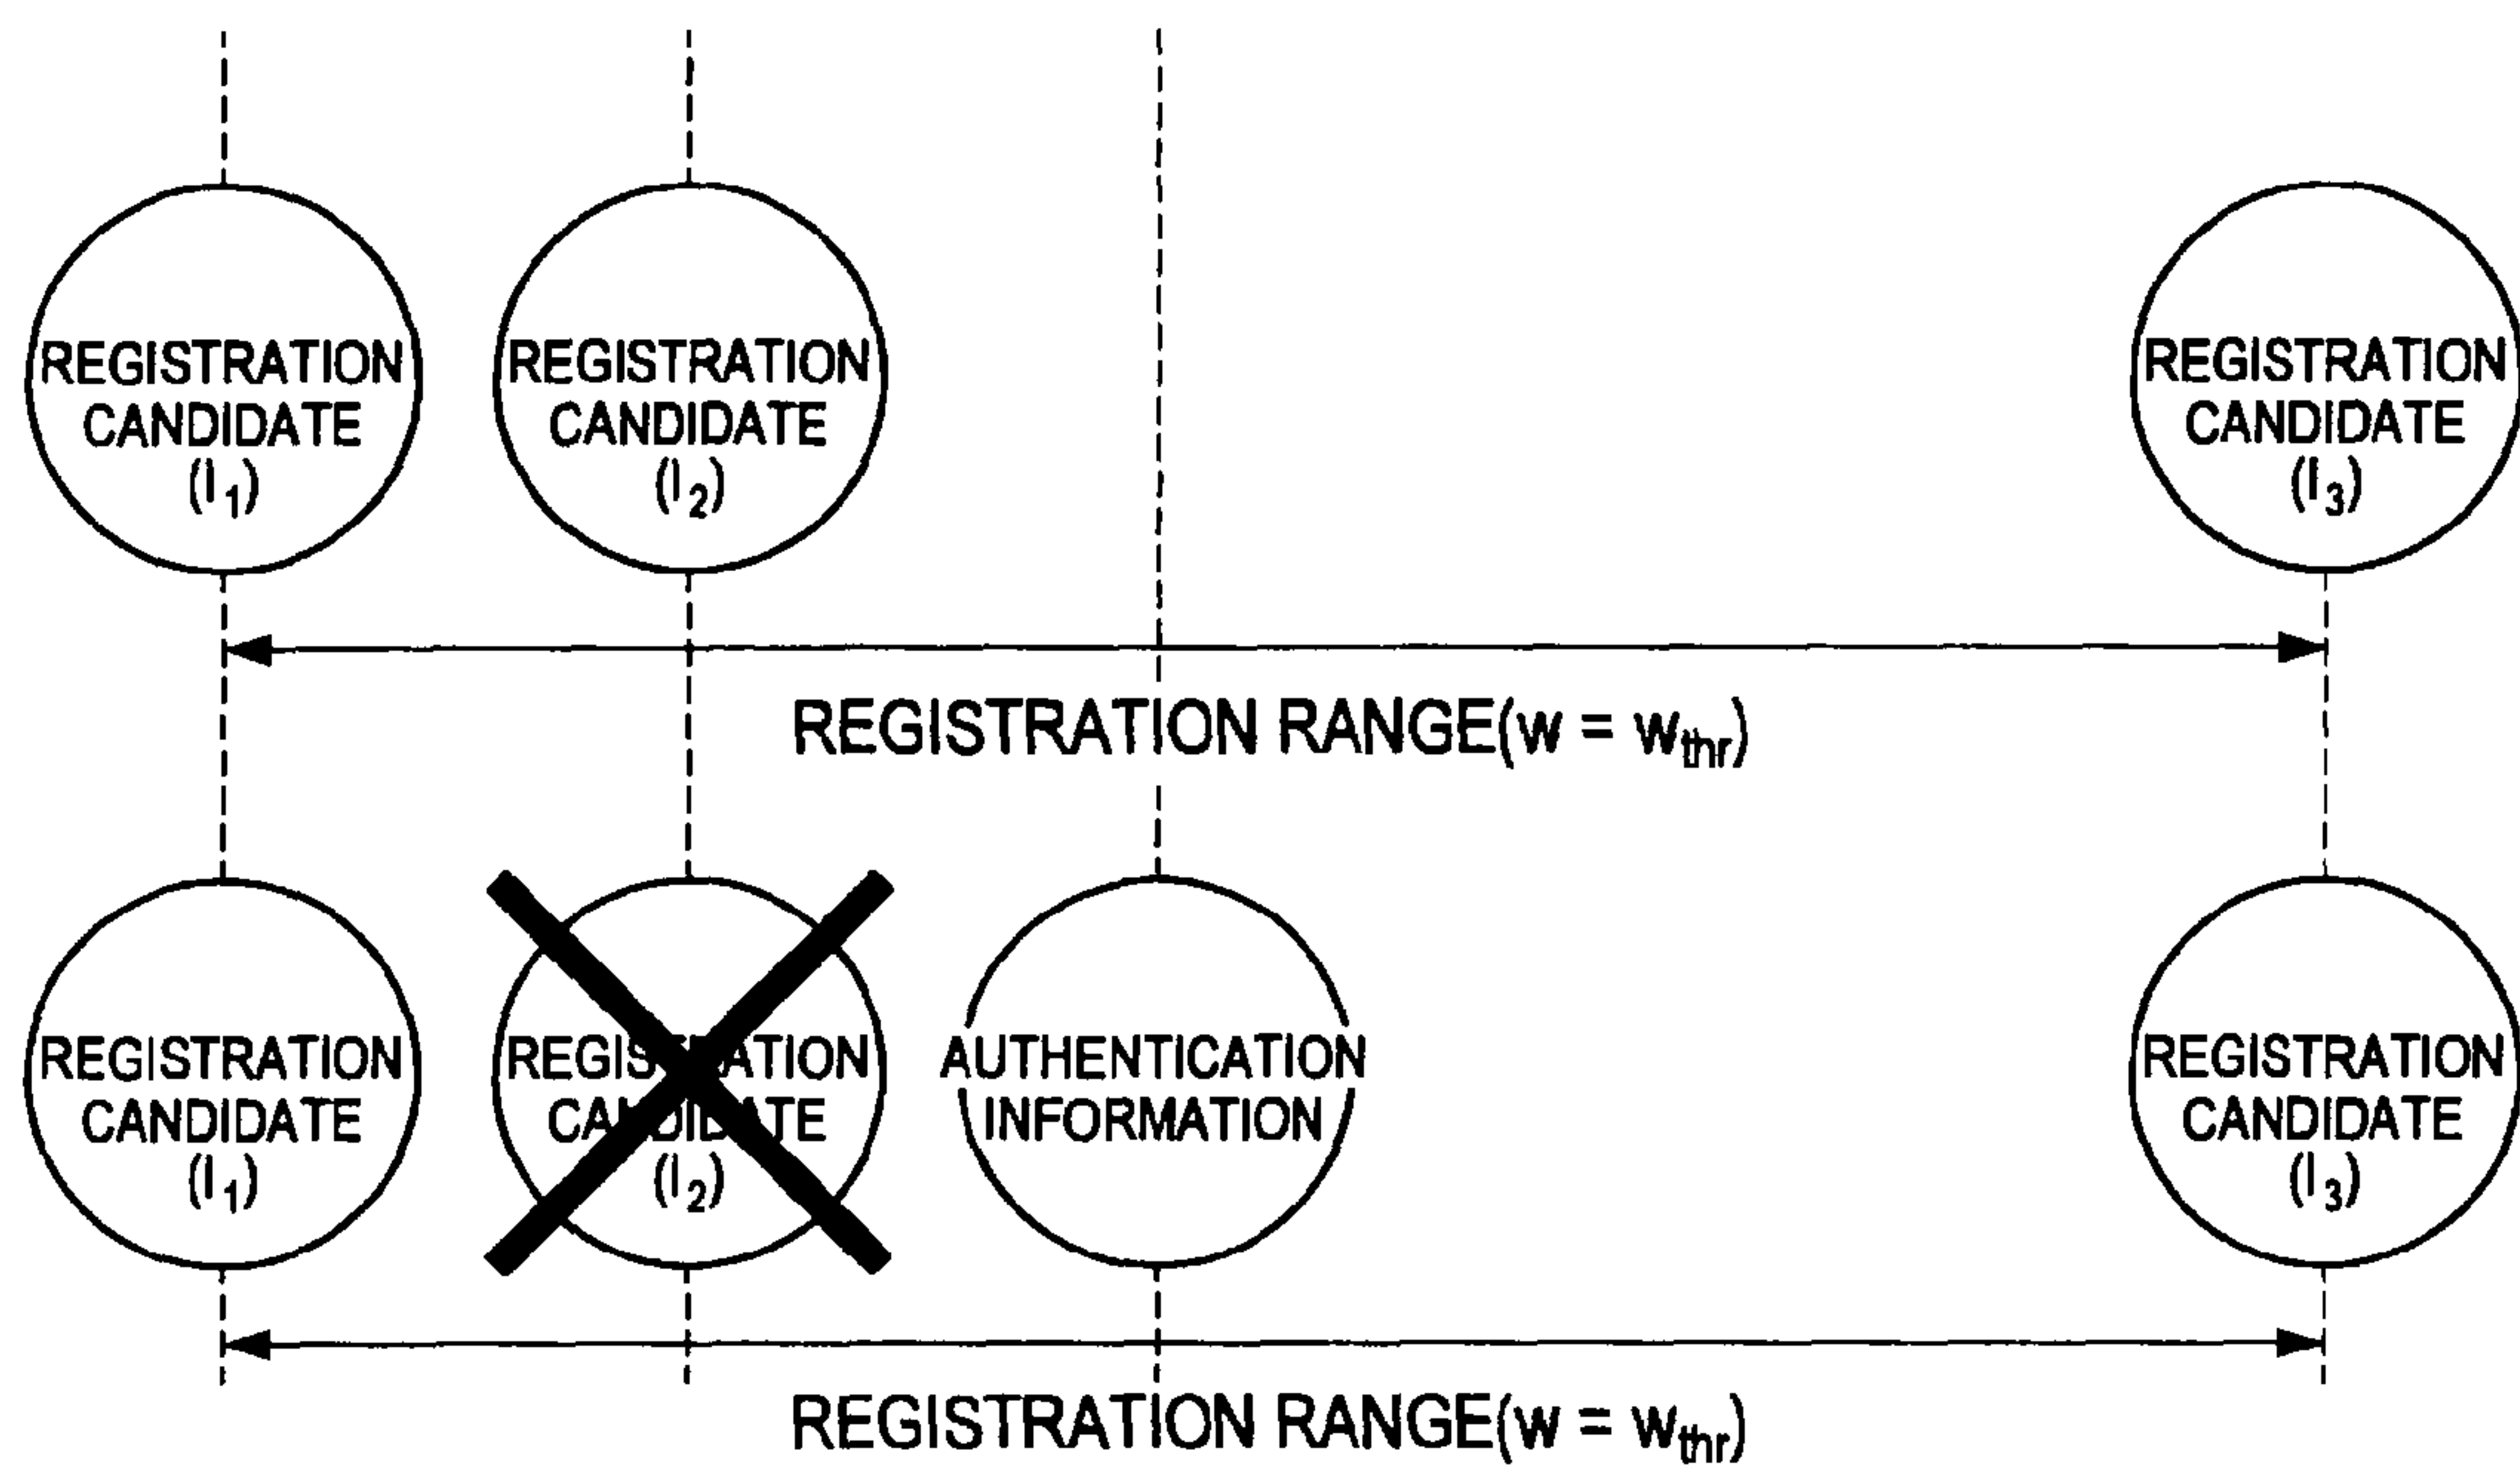 REGISTRATION
CANDIDATE
(I1)
REGISTRATION
CANDIDATE
(I2)
REGISTRATION
CANDIDATE
(I3)
REGISTRATION RANGE(w = wthr)
REGISTRATION
CANDIDATE
(I1)
REGISTRATION
CANDIDATE
(I2)
AUTHENTICATION
INFORMATION
REGISTRATION
CANDIDATE
(I3)
REGISTRATION RANGE(w = wthr)